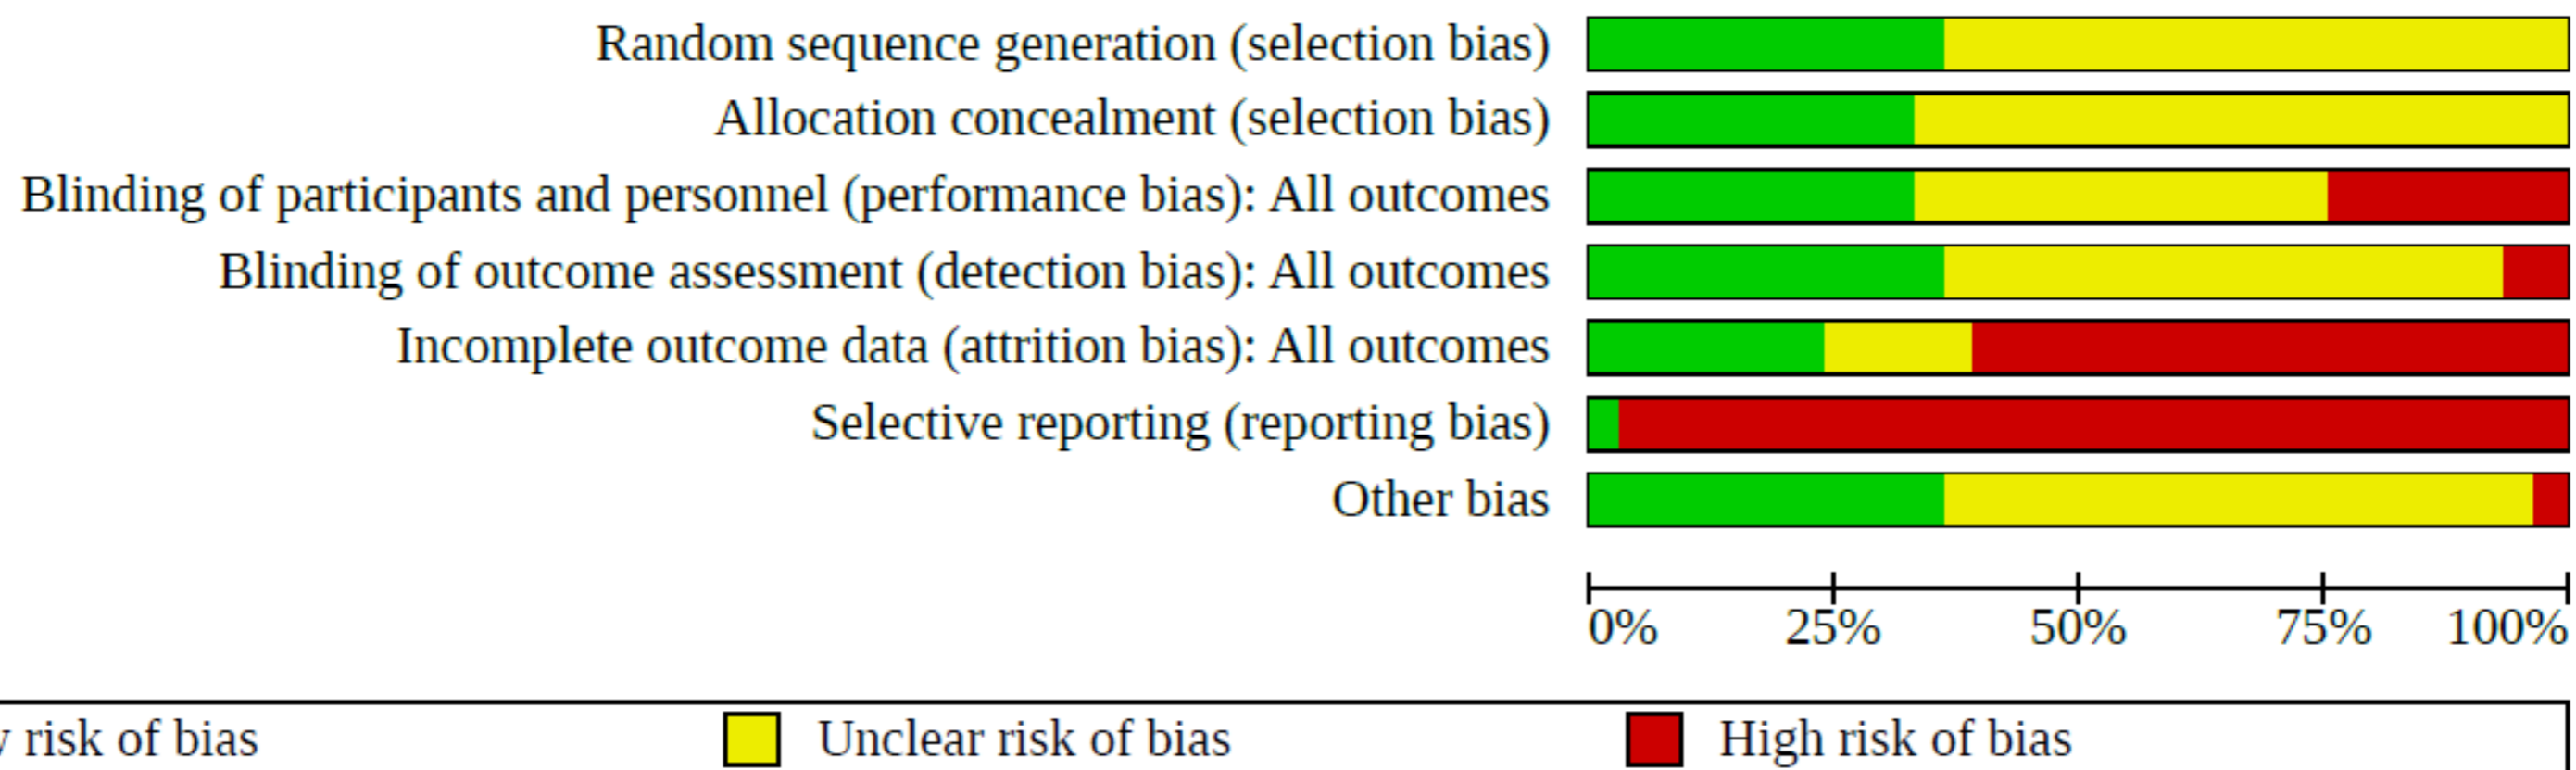 Random sequence generation (selection bias)
Allocation concealment (selection bias)
Blinding of participants and personnel (performance bias): All outcomes
Blinding of outcome assessment (detection bias): All outcomes
Incomplete outcome data (attrition bias): All outcomes
Selective reporting (reporting bias)
Other bias
0% 25% 50% 75% 100%
risk of bias Unclear risk of bias High risk of bias